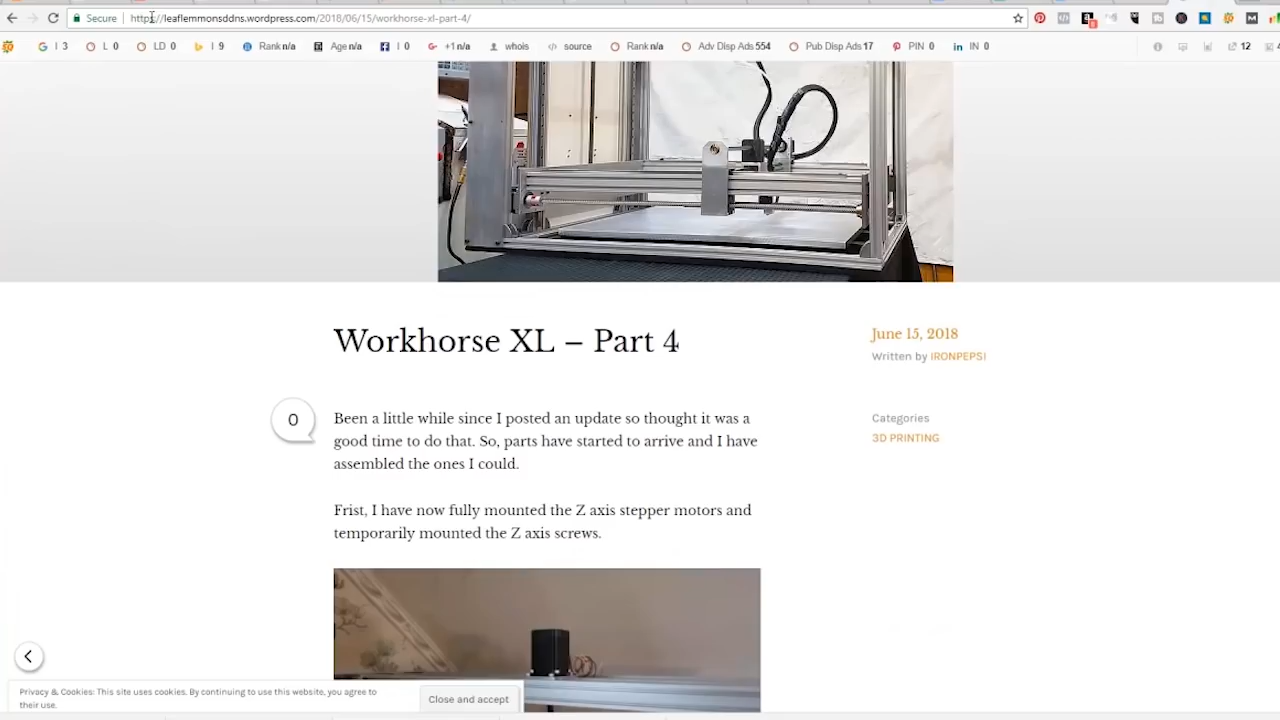 Secure https://leaflemmonsddns.wordpress.com/2018/06/15/workhorse-xl-part-4/
I 3 L 0 LD 0 I 9 Rank n/a Age n/a I 0 +1 n/a whois source Rank n/a Adv Disp Ads 554 Pub Disp Ads 17 PIN 0 IN 0 12
Workhorse XL – Part 4
June 15, 2018
Written by IRONPEPSI
0
Been a little while since I posted an update so thought it was a
good time to do that. So, parts have started to arrive and I have
assembled the ones I could.
Categories
3D PRINTING
Frist, I have now fully mounted the Z axis stepper motors and
temporarily mounted the Z axis screws.
Privacy & Cookies: This site uses cookies. By continuing to use this website, you agree to
their use.
Close and accept